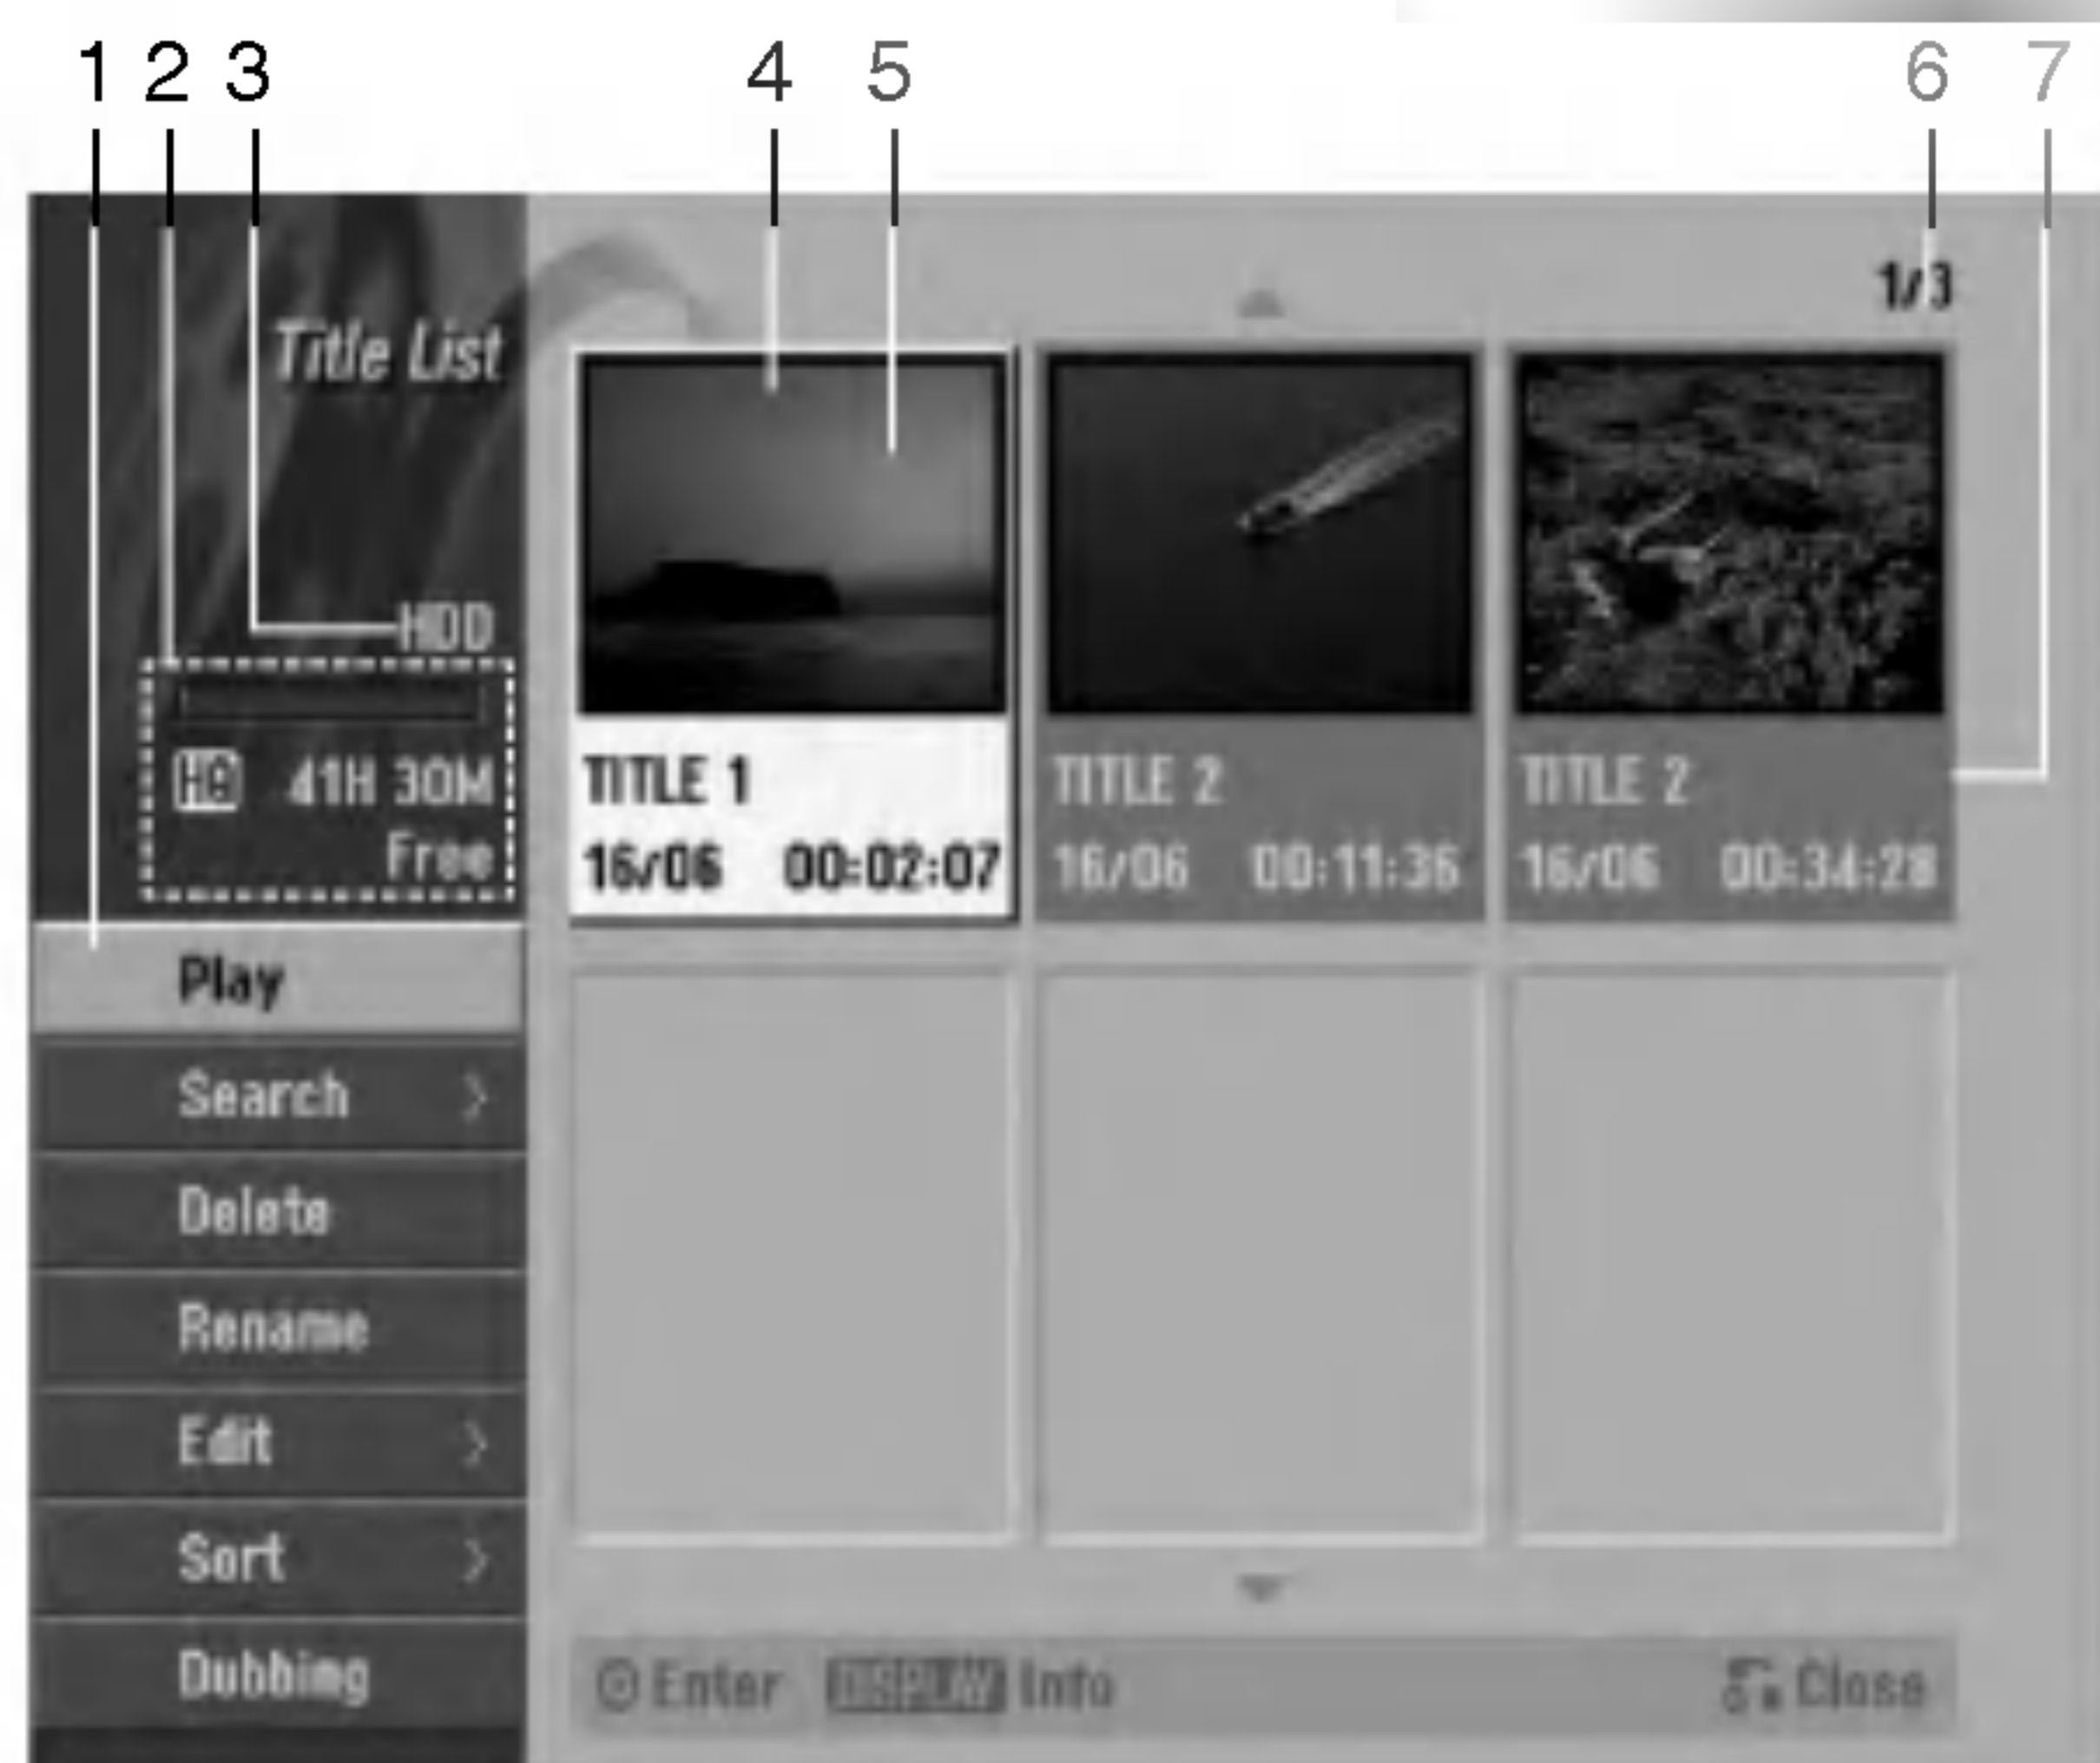 1 2 3 4 5 6 7
1/3
Title List
HDD
HQ 41H 30M
Free
TITLE 1
16/06 00:02:07
TITLE 2
16/06 00:11:36
TITLE 2
16/06 00:34:28
Play
Search >
Delete
Rename
Edit >
Sort >
Dubbing
Enter DISPLAY Info Close